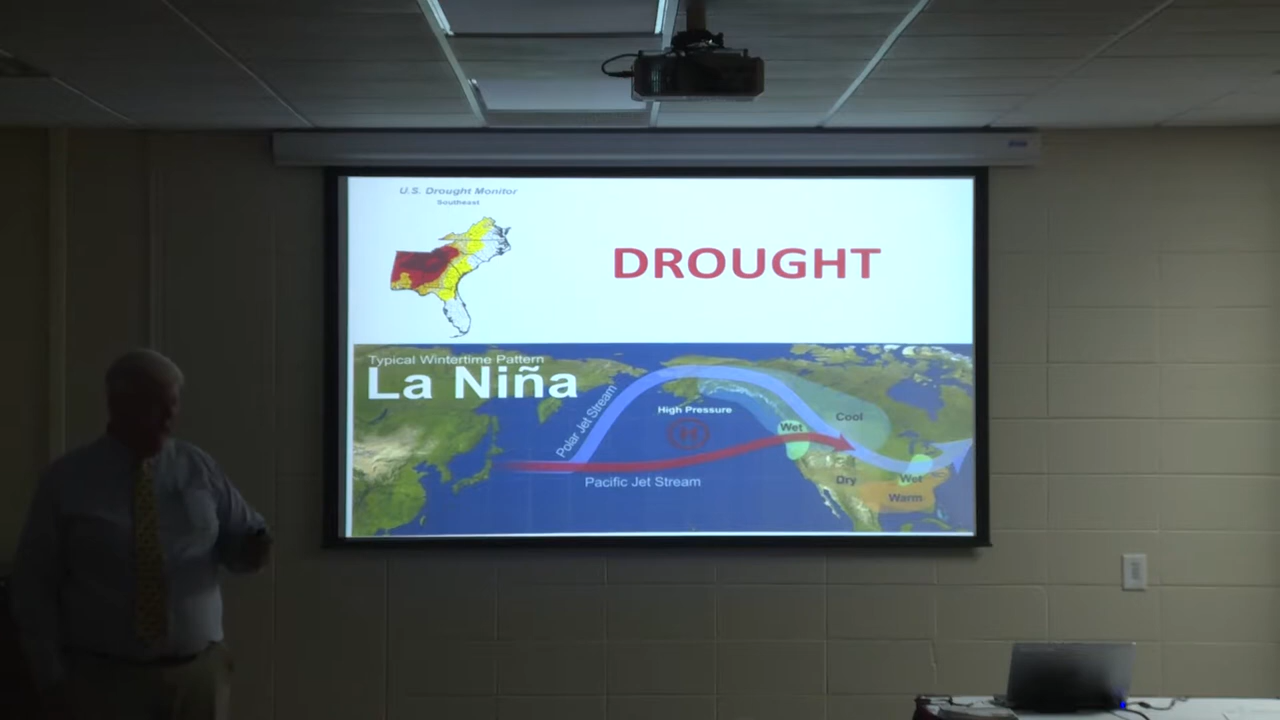 U.S. Drought Monitor
Southeast
DROUGHT
Typical Wintertime Pattern
La Niña
Polar Jet Stream
High Pressure
H
Wet
Cool
Pacific Jet Stream
Dry
Wet
Warm